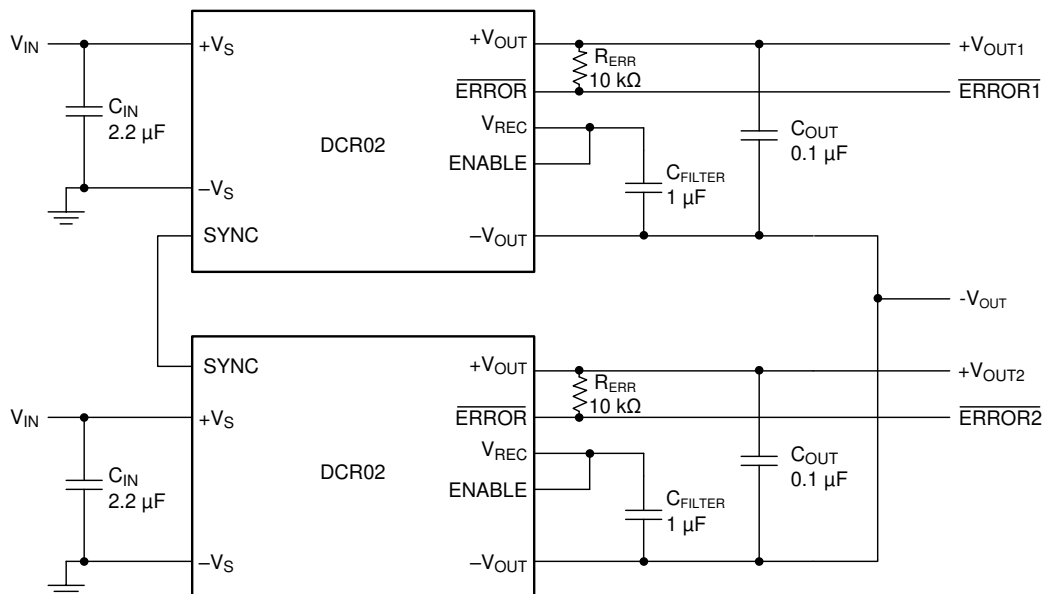 V_IN
+V_S
C_IN
2.2 µF
–V_S
SYNC
DCR02
+V_OUT
ERROR
V_REC
ENABLE
–V_OUT
R_ERR
10 kΩ
C_FILTER
1 µF
C_OUT
0.1 µF
+V_OUT1
ERROR1
-V_OUT
SYNC
V_IN
+V_S
C_IN
2.2 µF
–V_S
DCR02
+V_OUT
ERROR
V_REC
ENABLE
–V_OUT
R_ERR
10 kΩ
C_FILTER
1 µF
C_OUT
0.1 µF
+V_OUT2
ERROR2